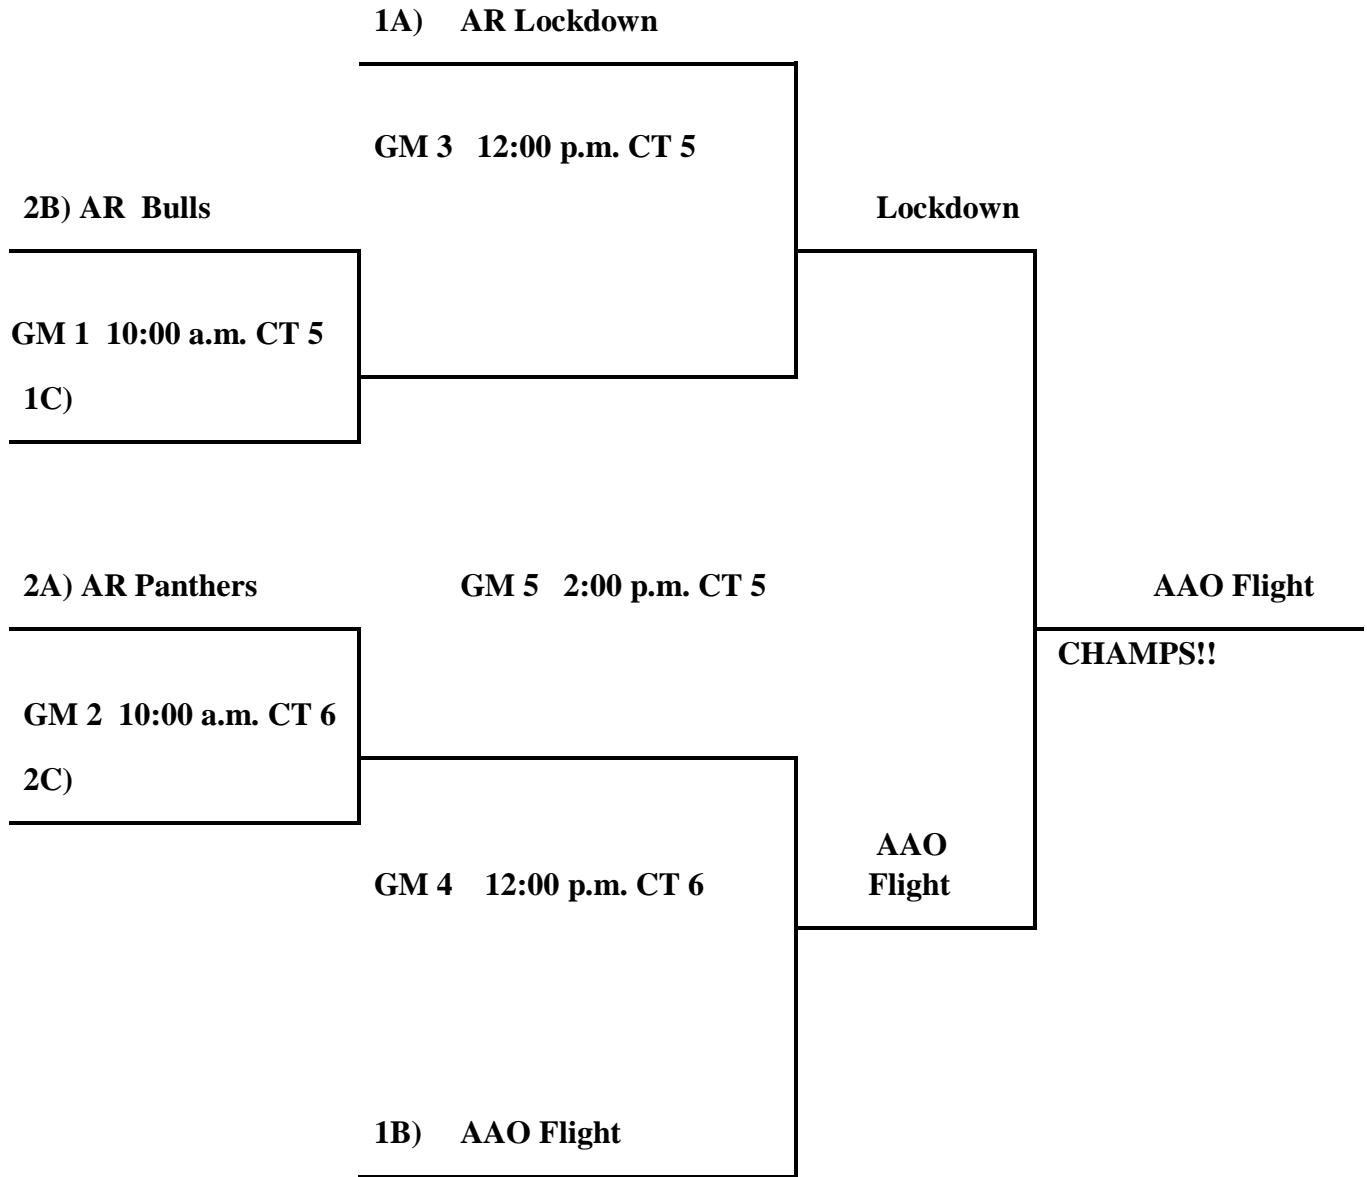 1A) AR Lockdown
GM 3 12:00 p.m. CT 5
2B) AR Bulls
Lockdown
GM 1 10:00 a.m. CT 5
1C)
2A) AR Panthers
GM 5 2:00 p.m. CT 5
AAO Flight
CHAMPS!!
GM 2 10:00 a.m. CT 6
2C)
AAO
Flight
GM 4 12:00 p.m. CT 6
1B) AAO Flight